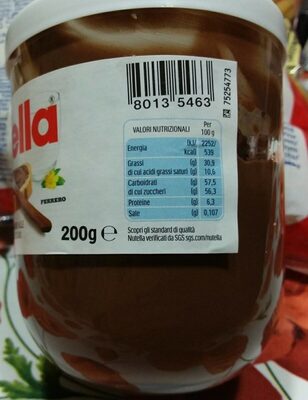 ella
FERRERO
8013 5463
75254773
VALORI NUTRIZIONALI Per 100 g
Energia (kJ/ 2252/
kcal) 539
Grassi (g) 30,9
di cui acidi grassi saturi (g) 10,6
Carboidrati (g) 57,5
di cui zuccheri (g) 56,3
Proteine (g) 6,3
Sale (g) 0,107
200g e
Scopri gli standard di qualità
Nutella verificati da SGS sgs.com/nutella